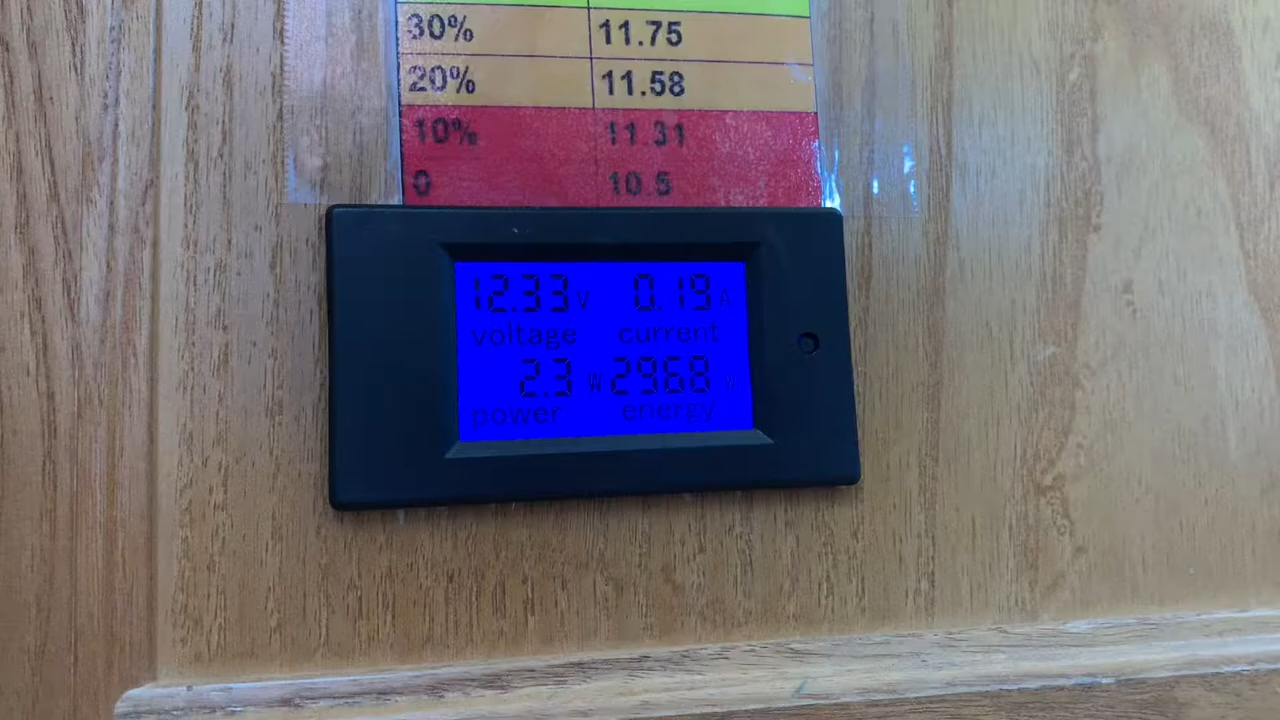 30% 11.75
20% 11.58
10% 11.31
0 10.5
12.33 V 0.19 A
voltage current
2.3 W 2968 W
power energy